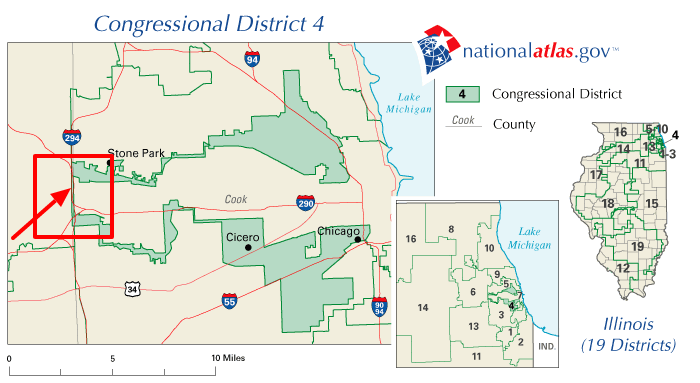 Congressional District 4
nationalatlas.gov™
4 Congressional District
Cook County
94
Lake
Michigan
294
Stone Park
Cook
290
Cicero
Chicago
34
55
90
94
0 5 10 Miles
Lake
Michigan
8
16
10
9
5
6
4
14
3
13
1
2
11
IND.
16
5-10
4
14
13
4-3
11
17
18
15
19
12
Illinois
(19 Districts)